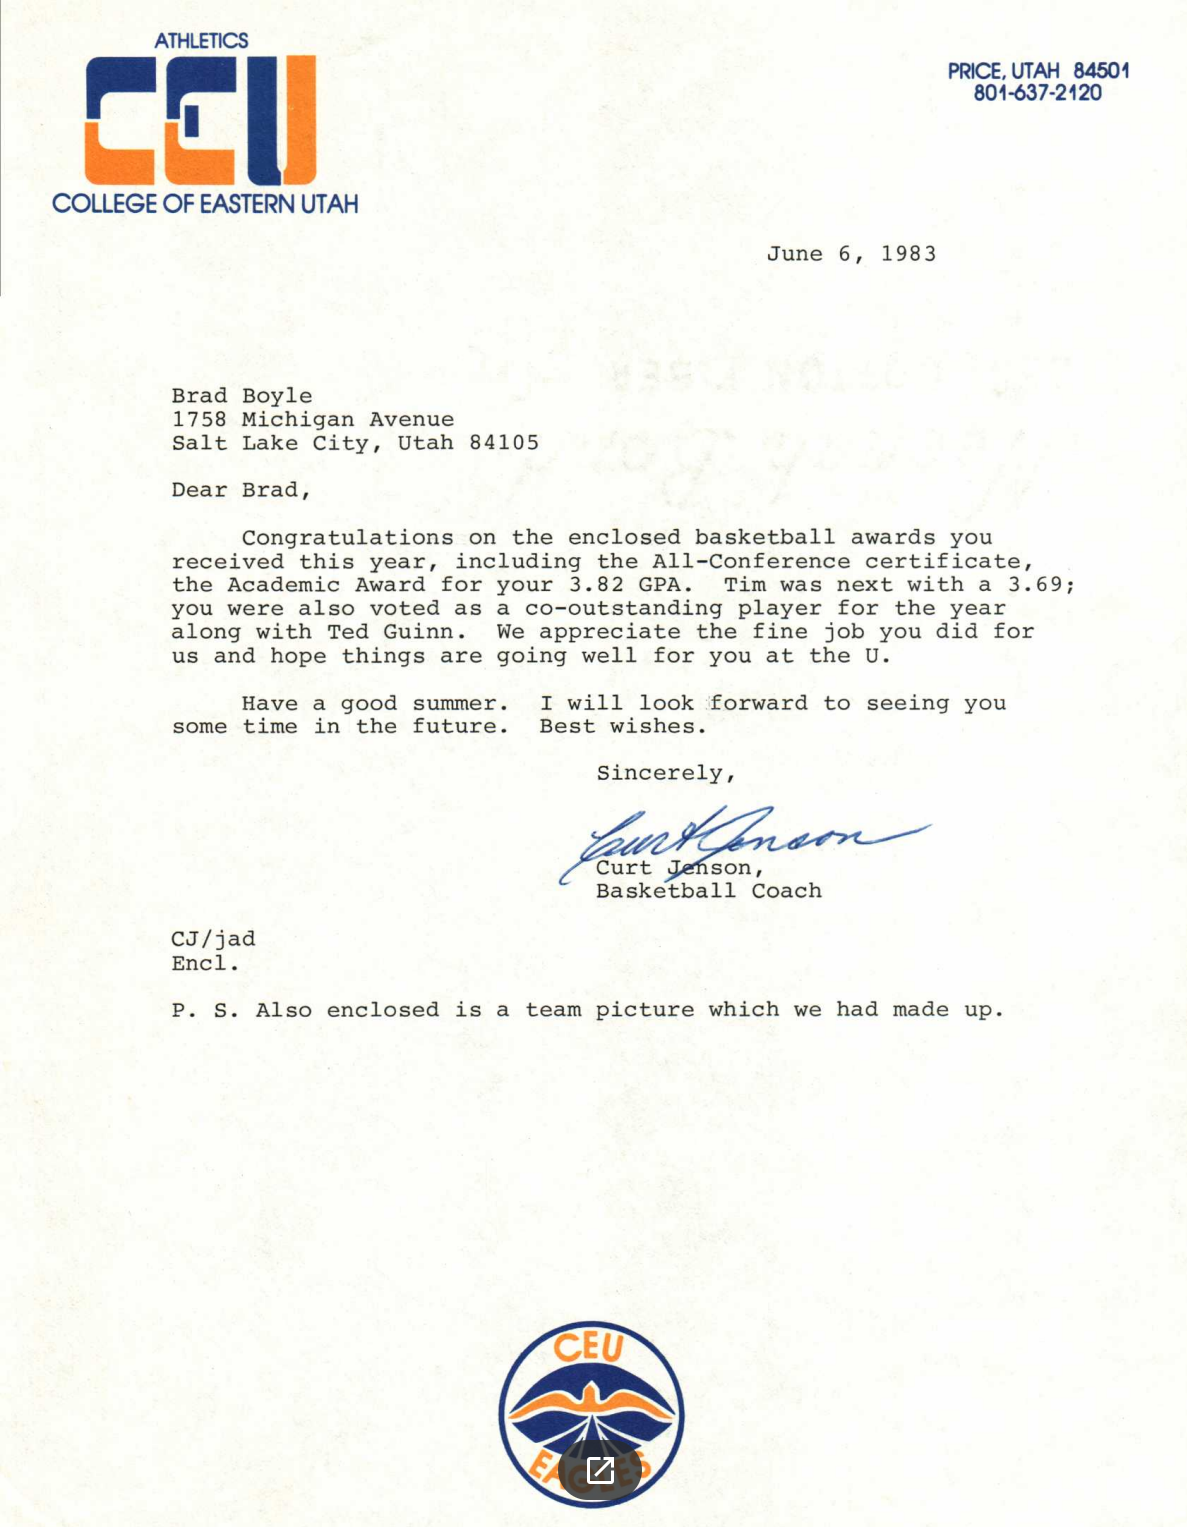 ATHLETICS
CEU
COLLEGE OF EASTERN UTAH
PRICE, UTAH 84501
801-637-2120
June 6, 1983
Brad Boyle
1758 Michigan Avenue
Salt Lake City, Utah 84105
Dear Brad,
Congratulations on the enclosed basketball awards you
received this year, including the All-Conference certificate,
the Academic Award for your 3.82 GPA. Tim was next with a 3.69;
you were also voted as a co-outstanding player for the year
along with Ted Guinn. We appreciate the fine job you did for
us and hope things are going well for you at the U.
Have a good summer. I will look forward to seeing you
some time in the future. Best wishes.
Sincerely,
Curt Jenson
Curt Jenson,
Basketball Coach
CJ/jad
Encl.
P. S. Also enclosed is a team picture which we had made up.
CEU
EAGLES